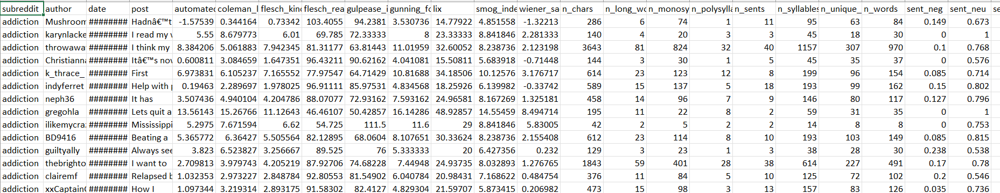 subreddit author date post automated coleman_l flesch_kind flesch_rea gulpease_i gunning_fo lix smog_inde wiener_sa n_chars n_long_wo n_monosy n_polysylla n_sents n_syllables n_unique_ n_words sent_neg sent_neu se
addiction Mushroom ######## Hadnâ€™t -1.57539 0.344164 0.73342 103.4055 94.2381 3.530736 14.77922 4.851558 -1.32213 286 6 74 1 11 95 63 84 0.149 0.673
addiction karynlacke ######## I read my w 5.55 8.679773 6.01 69.785 72.33333 8 23.33333 8.841846 2.281333 140 4 20 3 3 45 18 30 0 1
addiction throwawa ######## I think my 8.384206 5.061883 7.942345 81.31177 63.81443 11.01959 32.60052 8.238736 2.123198 3643 81 824 32 40 1157 307 970 0.1 0.768
addiction Christianna ######## Itâ€™s nov 0.600811 3.084659 1.647351 96.43211 90.62162 4.041081 15.50811 5.683918 -0.71448 144 3 30 1 5 45 35 37 0 0.576
addiction k_thrace_ ######## First 6.973831 6.105237 7.165552 77.97547 64.71429 10.81688 34.18506 10.12576 3.176717 614 23 123 12 8 199 96 154 0.085 0.714
addiction indyferret ######## Help with p 0.19463 2.289697 1.978025 96.91111 85.97531 4.834568 18.25926 6.139982 -0.33742 589 15 137 5 18 193 99 162 0.15 0.802
addiction neph36 ######## It has 3.507436 4.940104 4.204786 88.07077 72.93162 7.593162 24.96581 8.167269 1.325181 458 14 96 7 9 146 80 117 0.127 0.796
addiction gregohla ######## Lets quit a 13.56143 15.26766 11.12643 46.46107 50.42857 16.14286 48.92857 14.55459 8.494714 195 11 22 8 2 59 31 35 0 1
addiction ilikemycra ######## Mississippi 5.2975 7.671594 6.62 54.725 111.5 11.6 29 8.841846 5.83005 42 2 5 2 2 14 8 8 0 0.753
addiction BD9416 ######## Beating a 5.365772 6.36427 5.505564 82.12895 68.0604 8.107651 30.33624 8.238736 2.155408 612 23 114 8 10 193 103 149 0.085 0.815
addiction guiltyally ######## Always see 3.823 6.523827 3.256667 89.525 76 5.333333 20 6.427356 0.232 129 3 23 1 3 38 28 30 0.238 0.538
addiction thebrighto ######## I want to 2.709813 3.979743 4.205219 87.92706 74.68228 7.44948 24.93735 8.032893 1.276765 1843 59 401 28 38 614 227 491 0.17 0.78
addiction clairemf ######## Relapsed b 1.032353 2.973227 2.848784 92.80553 81.54902 6.040784 20.98431 7.168622 0.484754 376 11 84 5 10 125 72 102 0.2 0.546
addiction xxCaptainC ######## How I 1.097344 3.219314 2.893175 91.58302 82.4127 4.829304 21.59707 5.873415 0.206982 473 15 98 3 13 157 83 126 0.035 0.736